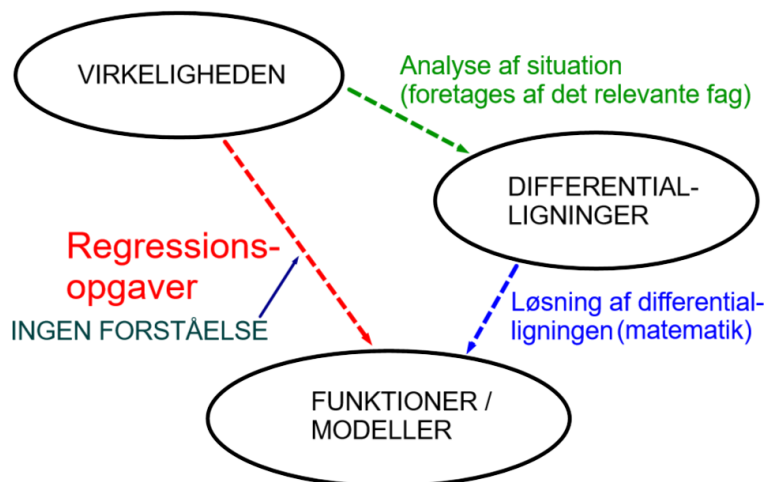 VIRKELIGHEDEN
Analyse af situation
(foretages af det relevante fag)
DIFFERENTIAL-
LIGNINGER
Regressions-
opgaver
INGEN FORSTÅELSE
Løsning af differential-
ligningen (matematik)
FUNKTIONER /
MODELLER